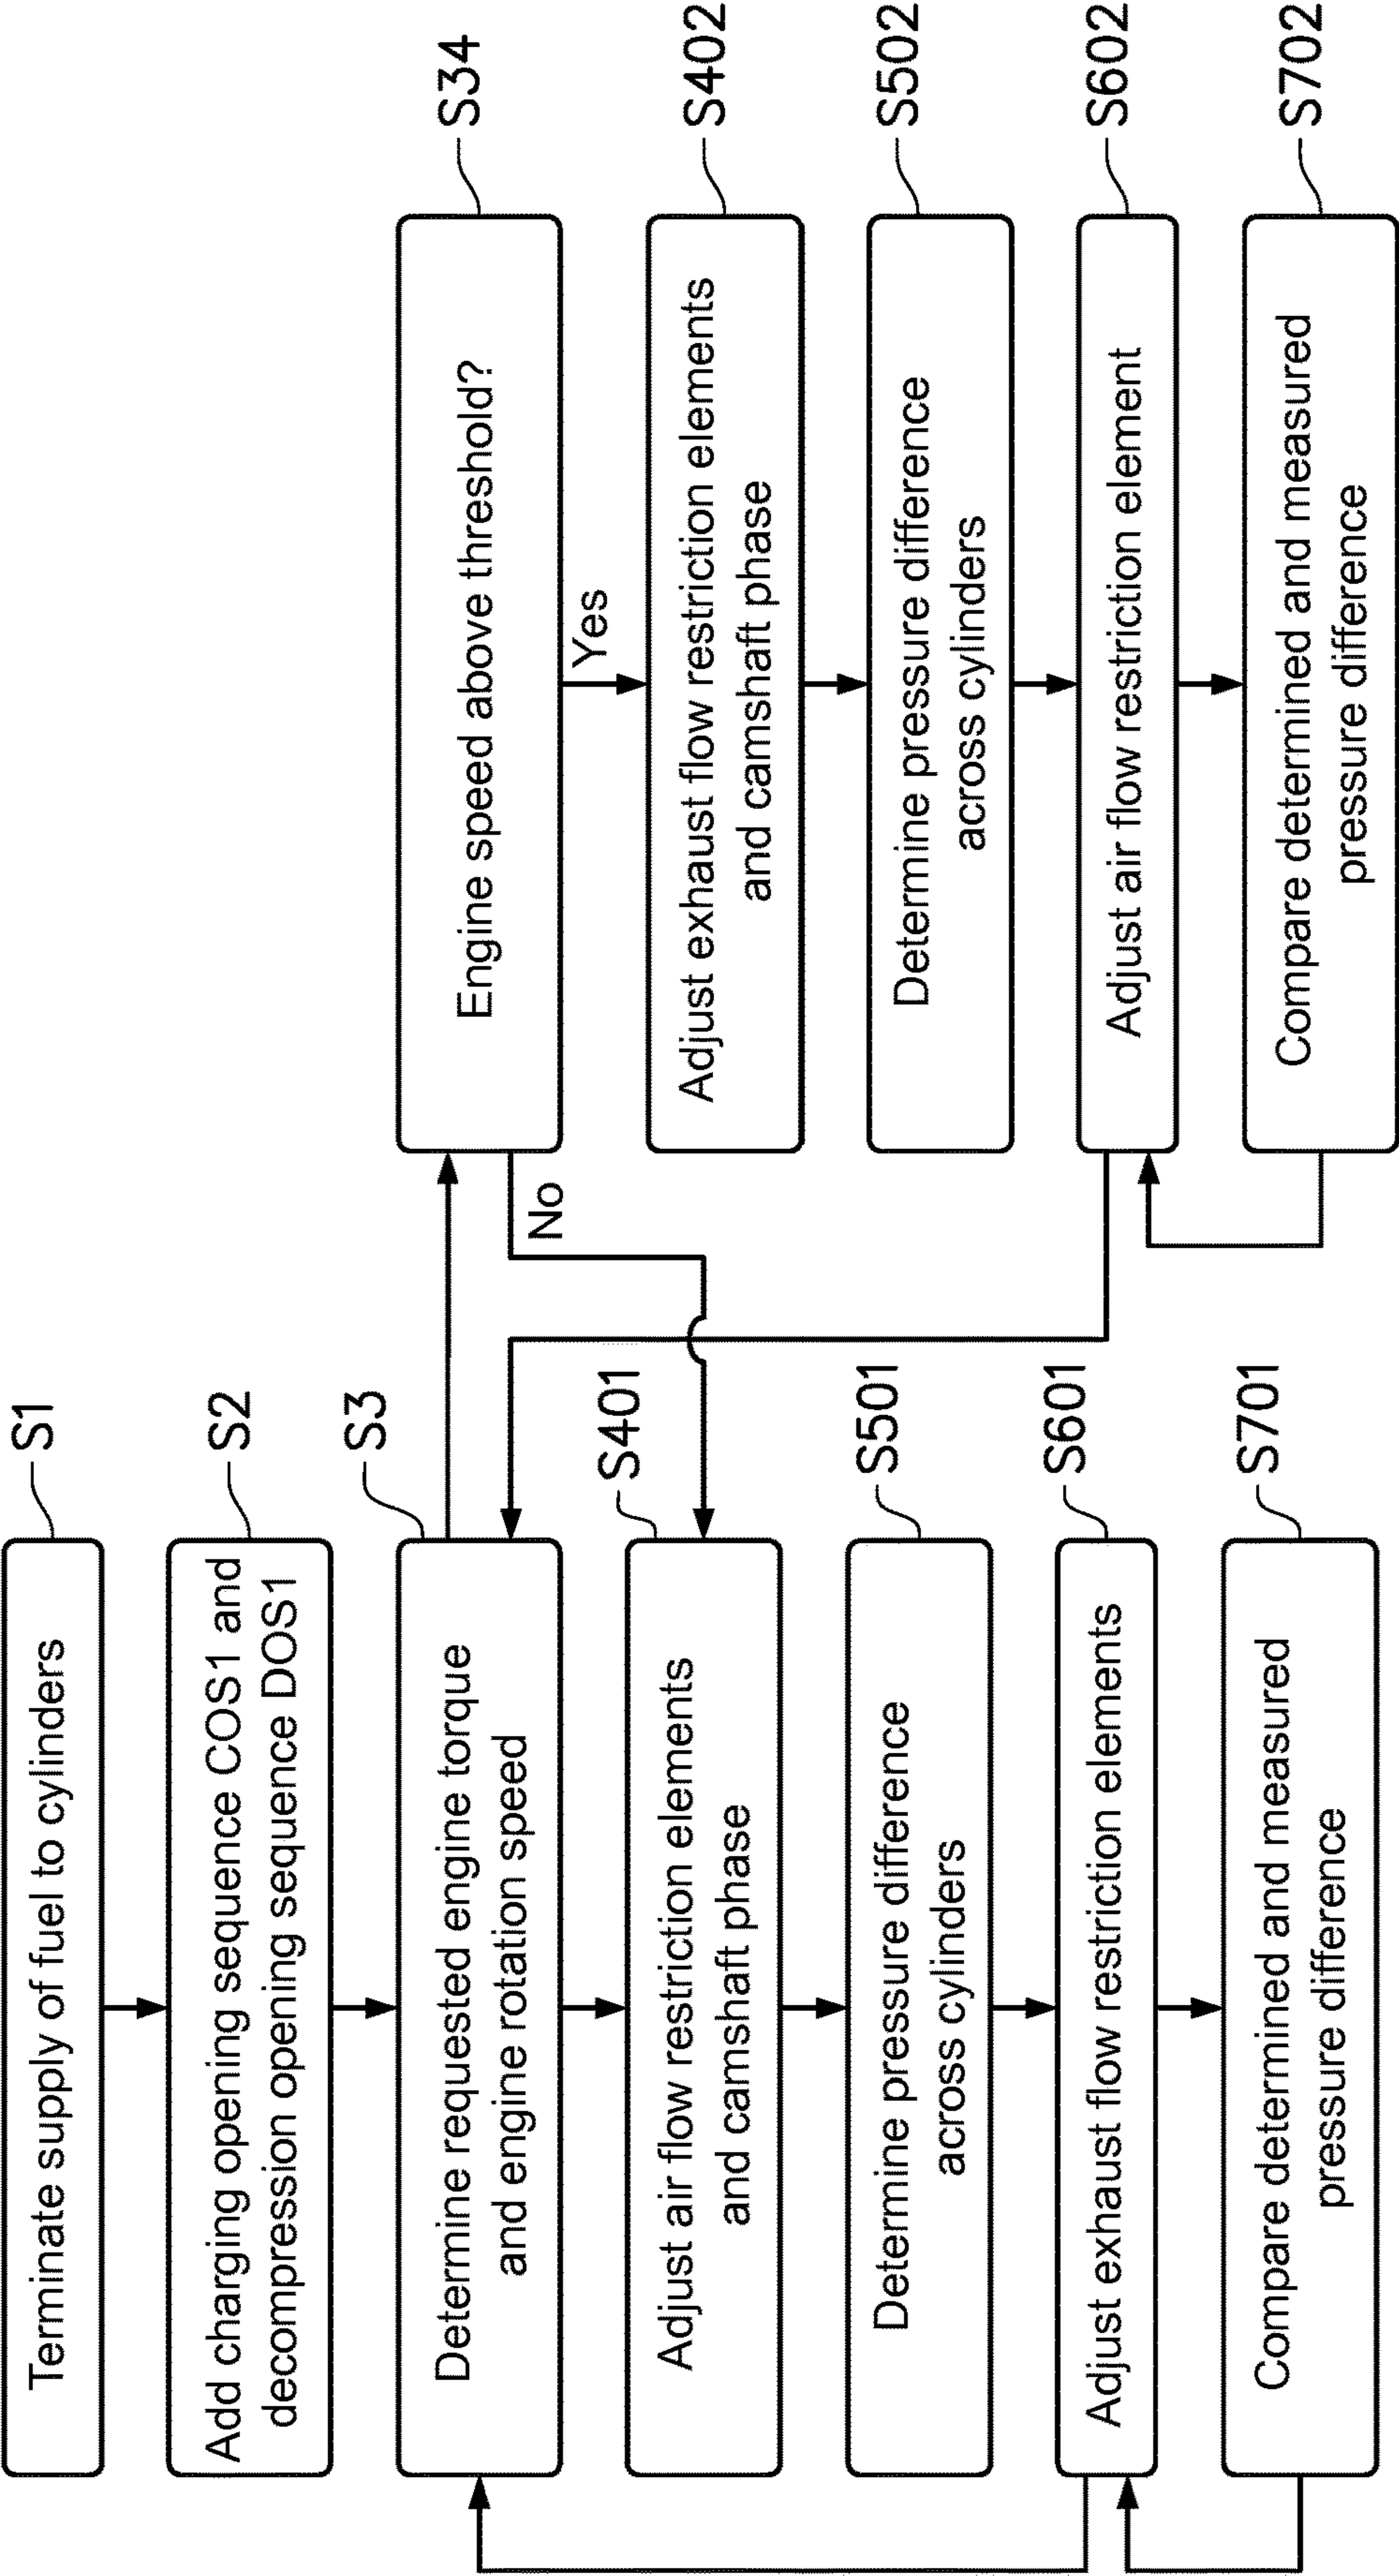 Terminate supply of fuel to cylinders
S1
Add charging opening sequence COS1 and
decompression opening sequence DOS1
S2
Determine requested engine torque
and engine rotation speed
S3
Adjust air flow restriction elements
and camshaft phase
S401
Determine pressure difference
across cylinders
S501
Adjust exhaust flow restriction elements
S601
Compare determined and measured
pressure difference
S701
Engine speed above threshold?
S34
Yes
No
Adjust exhaust flow restriction elements
and camshaft phase
S402
Determine pressure difference
across cylinders
S502
Adjust air flow restriction element
S602
Compare determined and measured
pressure difference
S702